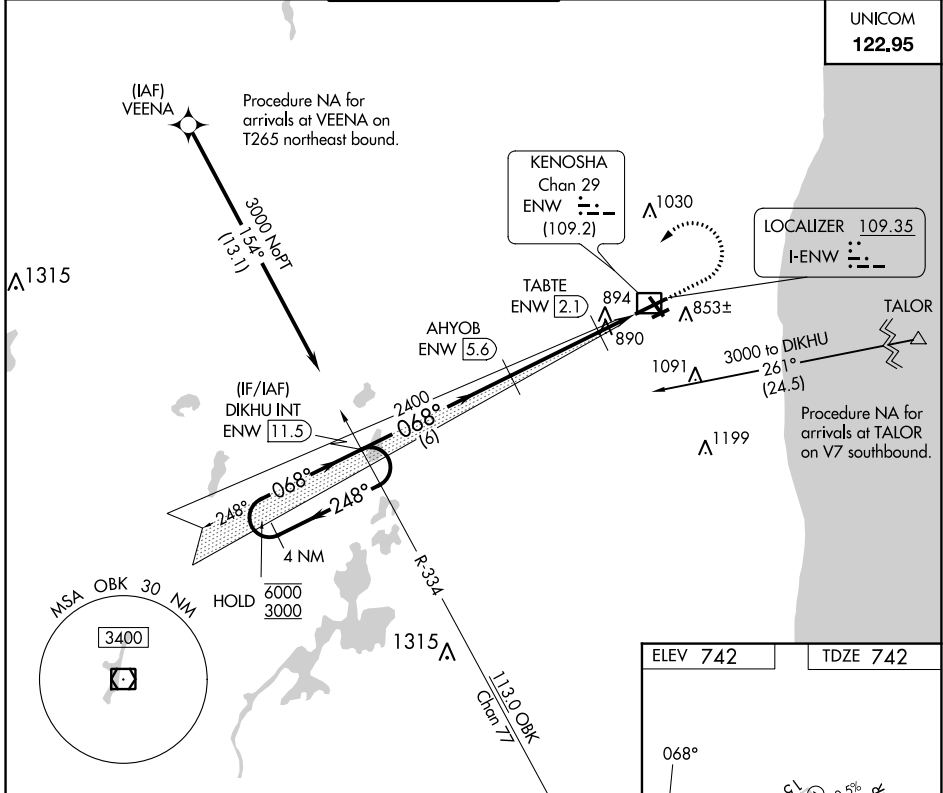 UNICOM
122.95
(IAF)
VEENA
Procedure NA for
arrivals at VEENA on
T265 northeast bound.
3000 NoPT
154°
(13.1)
KENOSHA
Chan 29
ENW
(109.2)
1030
LOCALIZER 109.35
I-ENW
1315
TABTE
ENW 2.1
894
890
853±
TALOR
AHYOB
ENW 5.6
1091
3000 to DIKHU
261°
(24.5)
(IF/IAF)
DIKHU INT
ENW 11.5
2400
068°
(6)
Procedure NA for
arrivals at TALOR
on V7 southbound.
1199
248°
068°
248°
4 NM
HOLD 6000
3000
R-334
MSA OBK 30 NM
3400
1315
113.0 OBK
Chan 77
ELEV 742
TDZE 742
068°